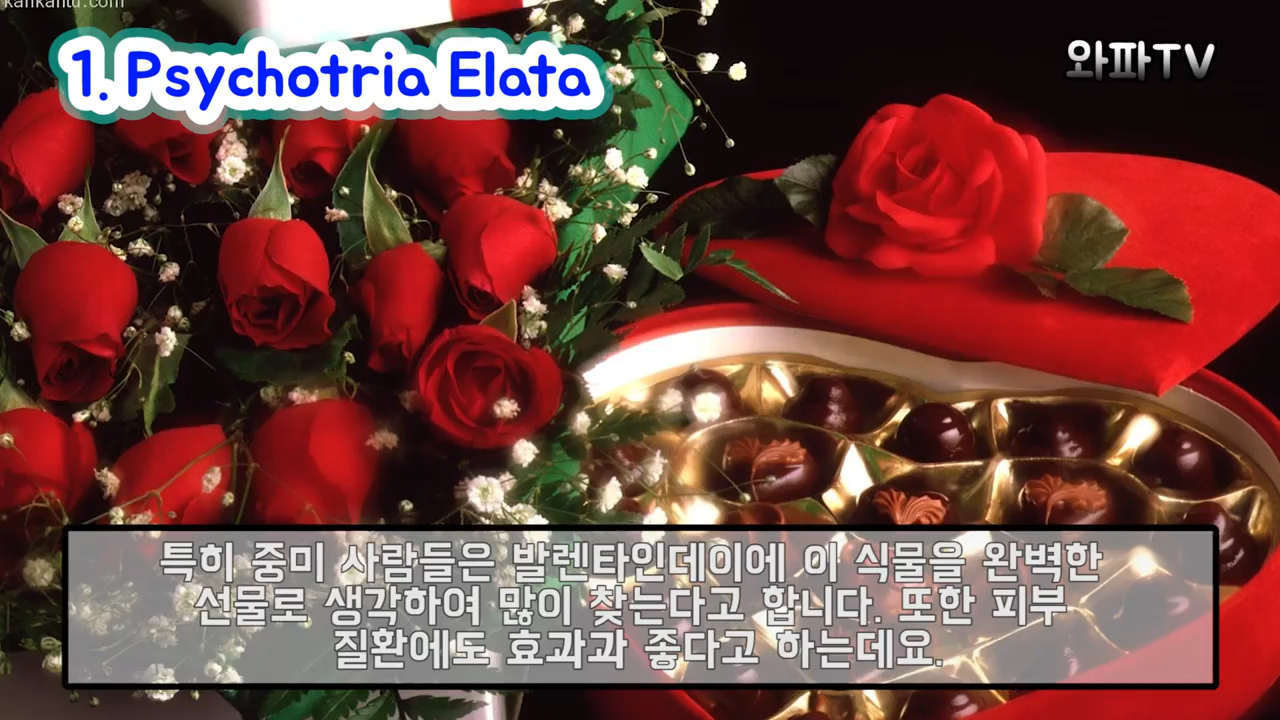 kankantu.com
1. Psychotria Elata
와파TV
특히 중미 사람들은 발렌타인데이에 이 식물을 완벽한
선물로 생각하여 많이 찾는다고 합니다. 또한 피부
질환에도 효과과 좋다고 하는데요.